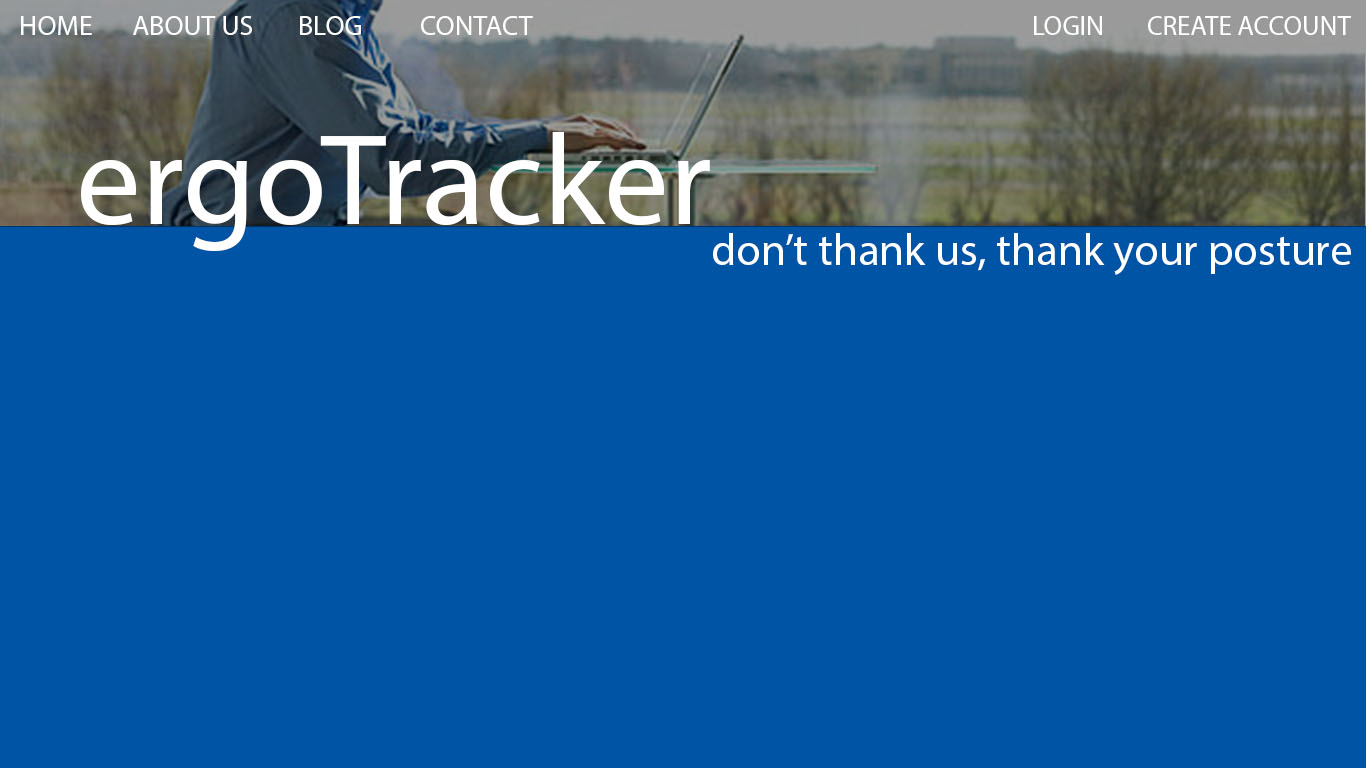 HOME ABOUT US BLOG CONTACT LOGIN CREATE ACCOUNT
ergoTracker
don’t thank us, thank your posture